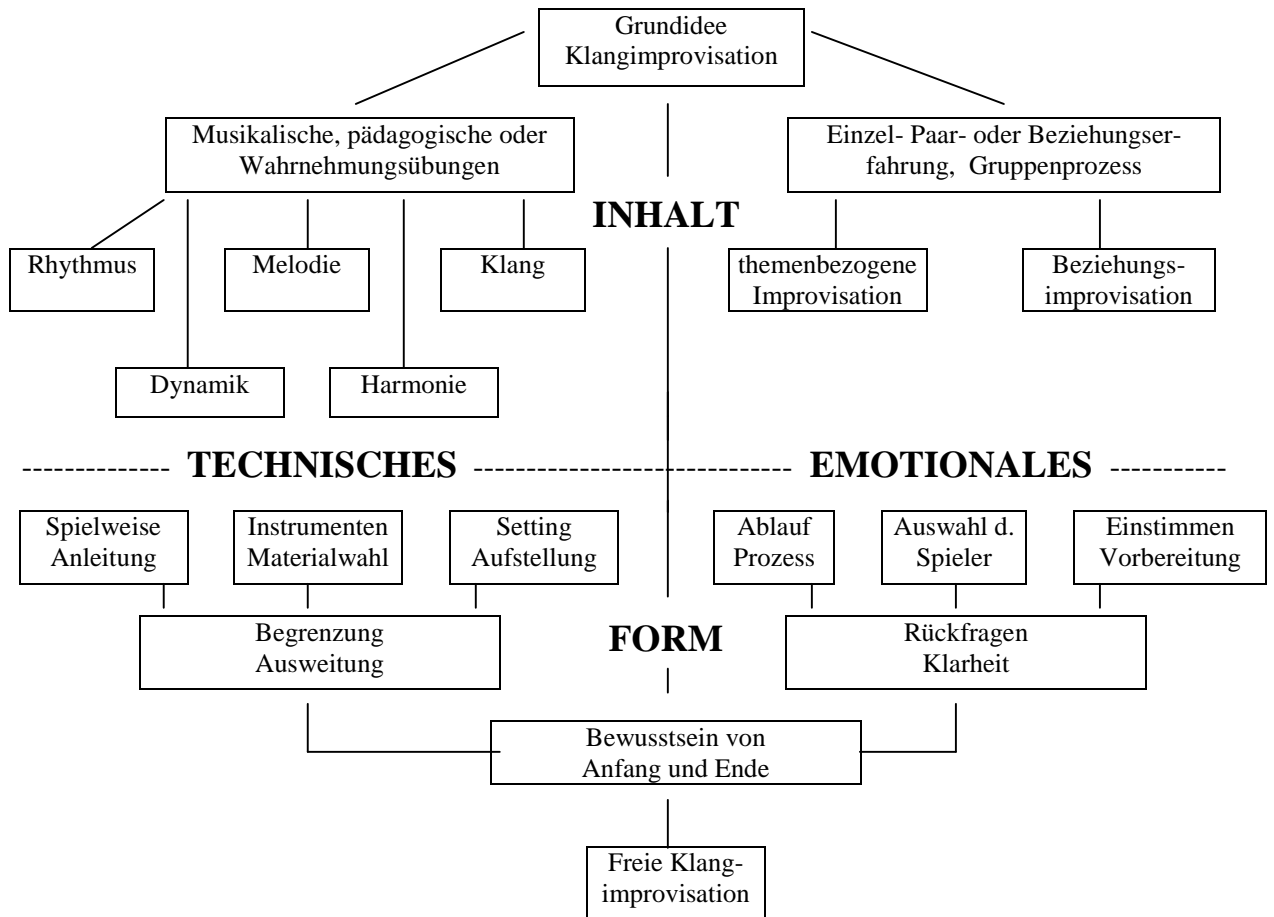 Grundidee
Klangimprovisation
Musikalische, pädagogische oder
Wahrnehmungsübungen
Einzel- Paar- oder Beziehungser-
fahrung, Gruppenprozess
INHALT
Rhythmus
Melodie
Klang
themenbezogene
Improvisation
Beziehungs-
improvisation
Dynamik
Harmonie
TECHNISCHES
EMOTIONALES
Spielweise
Anleitung
Instrumenten
Materialwahl
Setting
Aufstellung
Ablauf
Prozess
Auswahl d.
Spieler
Einstimmen
Vorbereitung
Begrenzung
Ausweitung
FORM
Rückfragen
Klarheit
Bewusstsein von
Anfang und Ende
Freie Klang-
improvisation